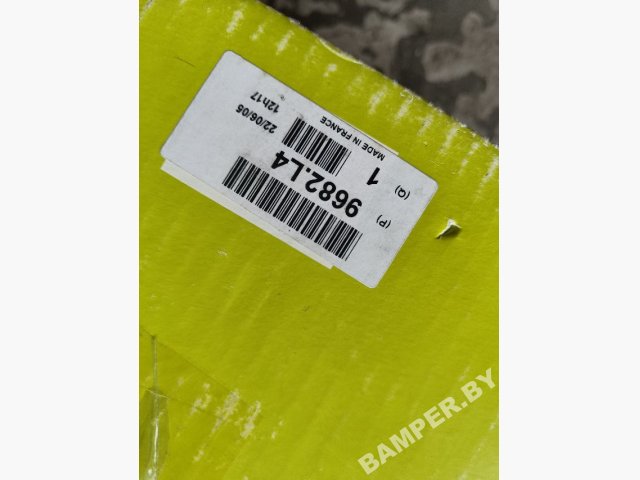 (P)
9682.L4
(Q)
1
MADE IN FRANCE
22/06/05
12h17
BAMPER.BY